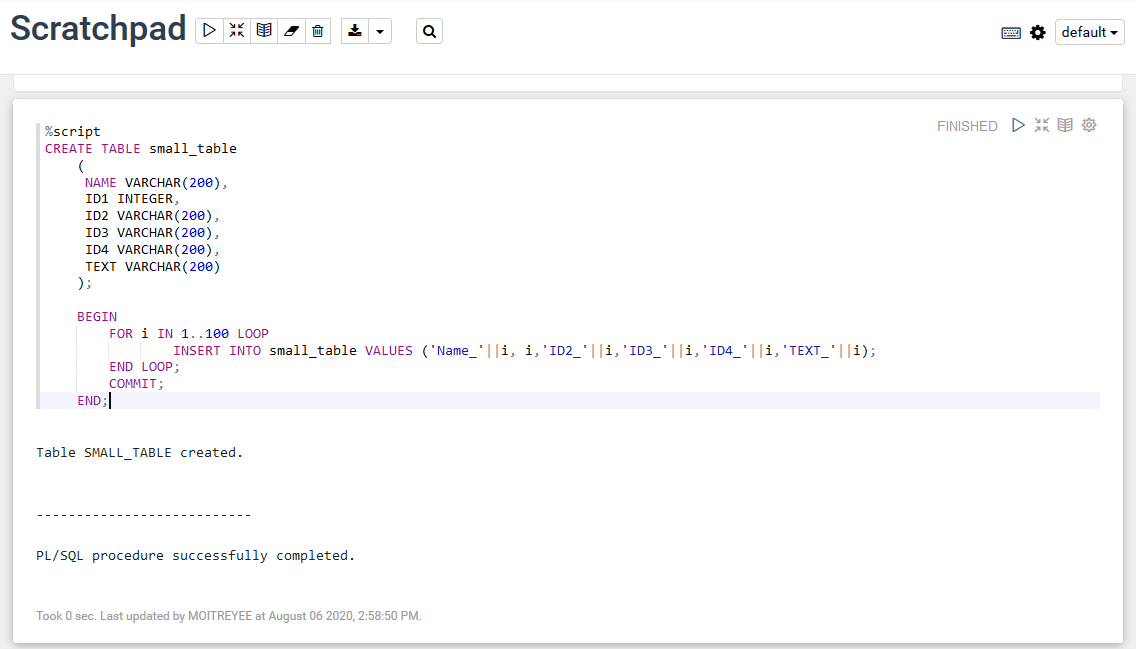 Scratchpad
default
FINISHED
%script
CREATE TABLE small_table
(
NAME VARCHAR(200),
ID1 INTEGER,
ID2 VARCHAR(200),
ID3 VARCHAR(200),
ID4 VARCHAR(200),
TEXT VARCHAR(200)
);
BEGIN
FOR i IN 1..100 LOOP
INSERT INTO small_table VALUES ('Name_'||i, i,'ID2_'||i,'ID3_'||i,'ID4_'||i,'TEXT_'||i);
END LOOP;
COMMIT;
END;
Table SMALL_TABLE created.
---------------------------
PL/SQL procedure successfully completed.
Took 0 sec. Last updated by MOITREYEE at August 06 2020, 2:58:50 PM.